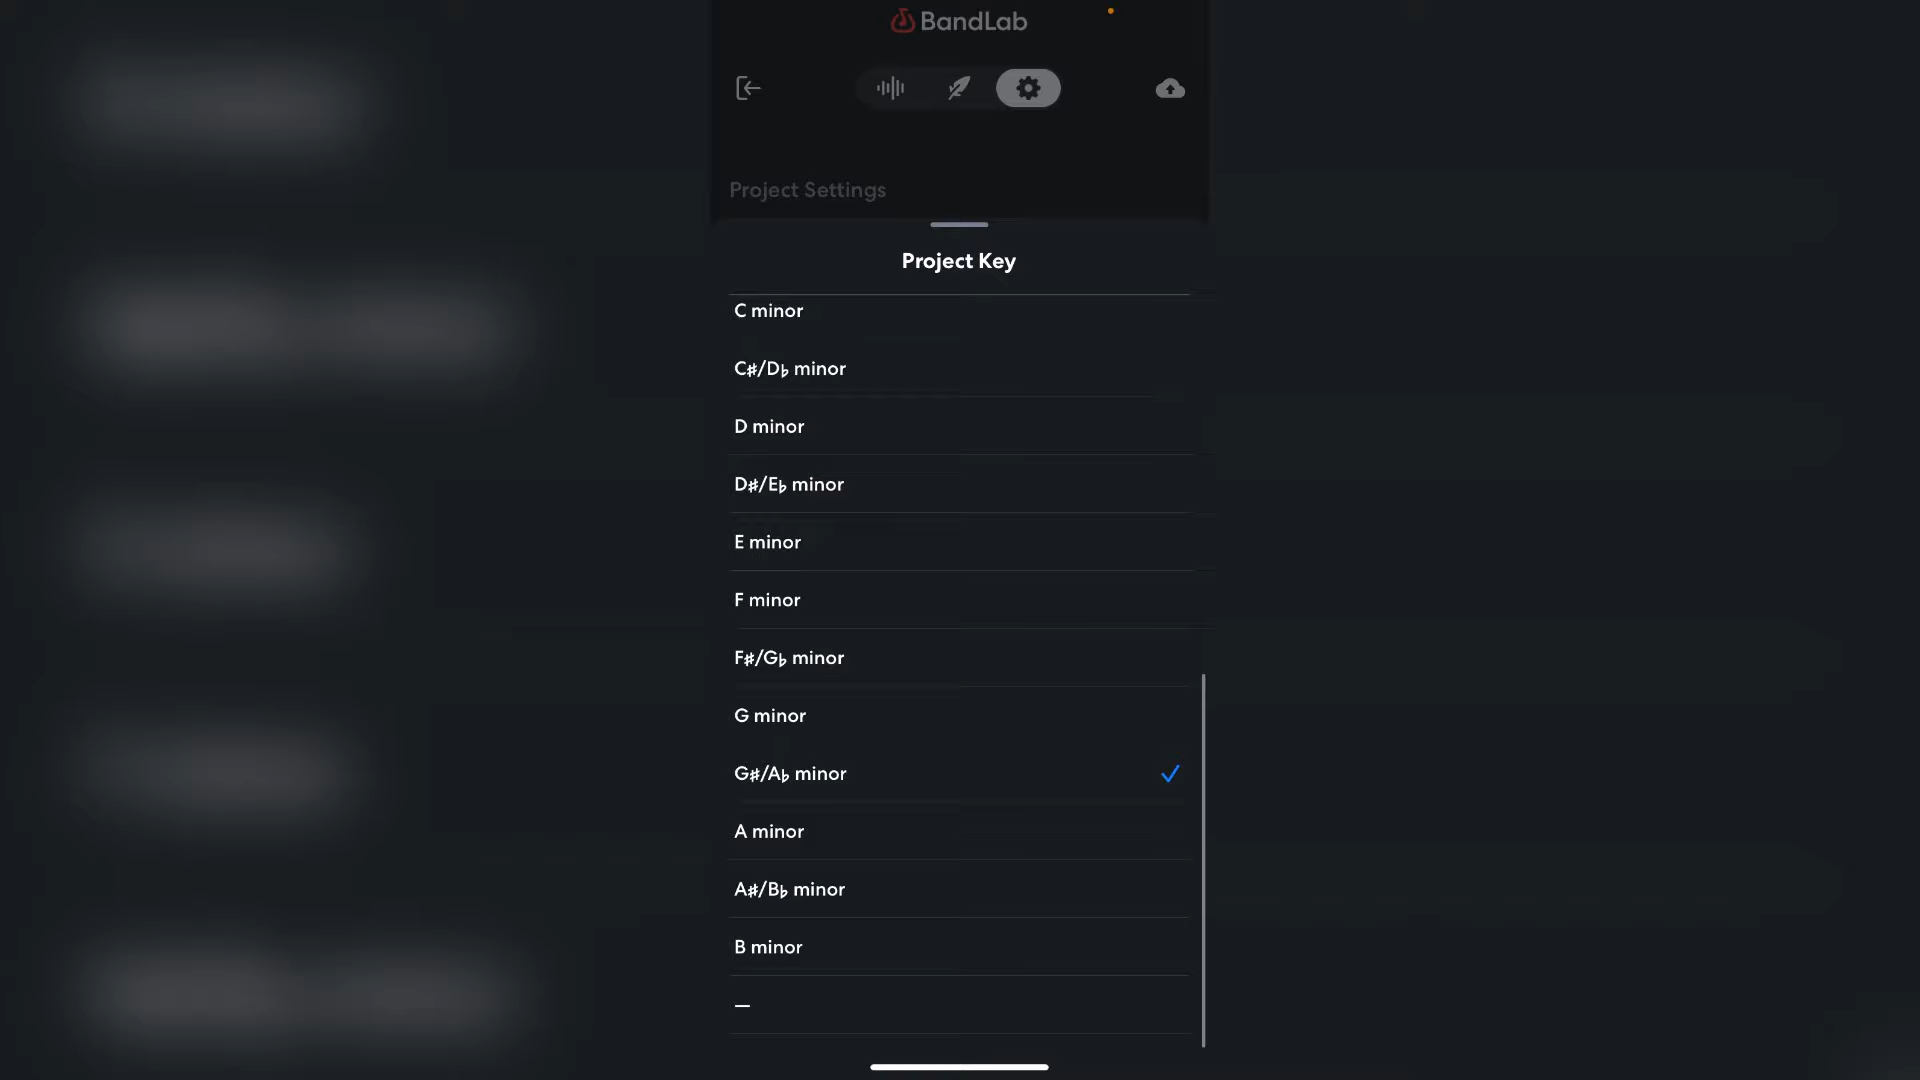 BandLab
Project Settings
Project Key
C minor
C♯/D♭ minor
D minor
D♯/E♭ minor
E minor
F minor
F♯/G♭ minor
G minor
G♯/A♭ minor
A minor
A♯/B♭ minor
B minor
—